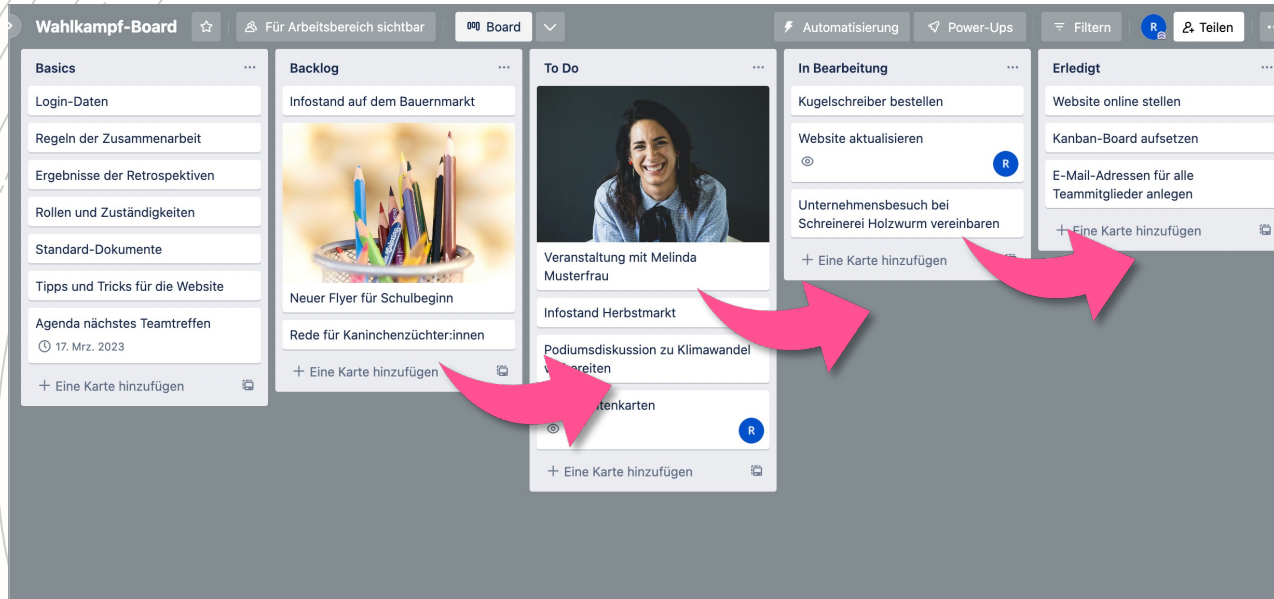 Wahlkampf-Board
Für Arbeitsbereich sichtbar
Board
Automatisierung
Power-Ups
Filtern
R
Teilen
Basics
Login-Daten
Regeln der Zusammenarbeit
Ergebnisse der Retrospektiven
Rollen und Zuständigkeiten
Standard-Dokumente
Tipps und Tricks für die Website
Agenda nächstes Teamtreffen
17. Mrz. 2023
+ Eine Karte hinzufügen
Backlog
Infostand auf dem Bauernmarkt
Neuer Flyer für Schulbeginn
Rede für Kaninchenzüchter:innen
+ Eine Karte hinzufügen
To Do
Veranstaltung mit Melinda
Musterfrau
Infostand Herbstmarkt
Podiumsdiskussion zu Klimawandel
+ Eine Karte hinzufügen
R
In Bearbeitung
Kugelschreiber bestellen
Website aktualisieren
R
Unternehmensbesuch bei
Schreinerei Holzwurm vereinbaren
+ Eine Karte hinzufügen
Erledigt
Website online stellen
Kanban-Board aufsetzen
E-Mail-Adressen für alle
Teammitglieder anlegen
+ Eine Karte hinzufügen